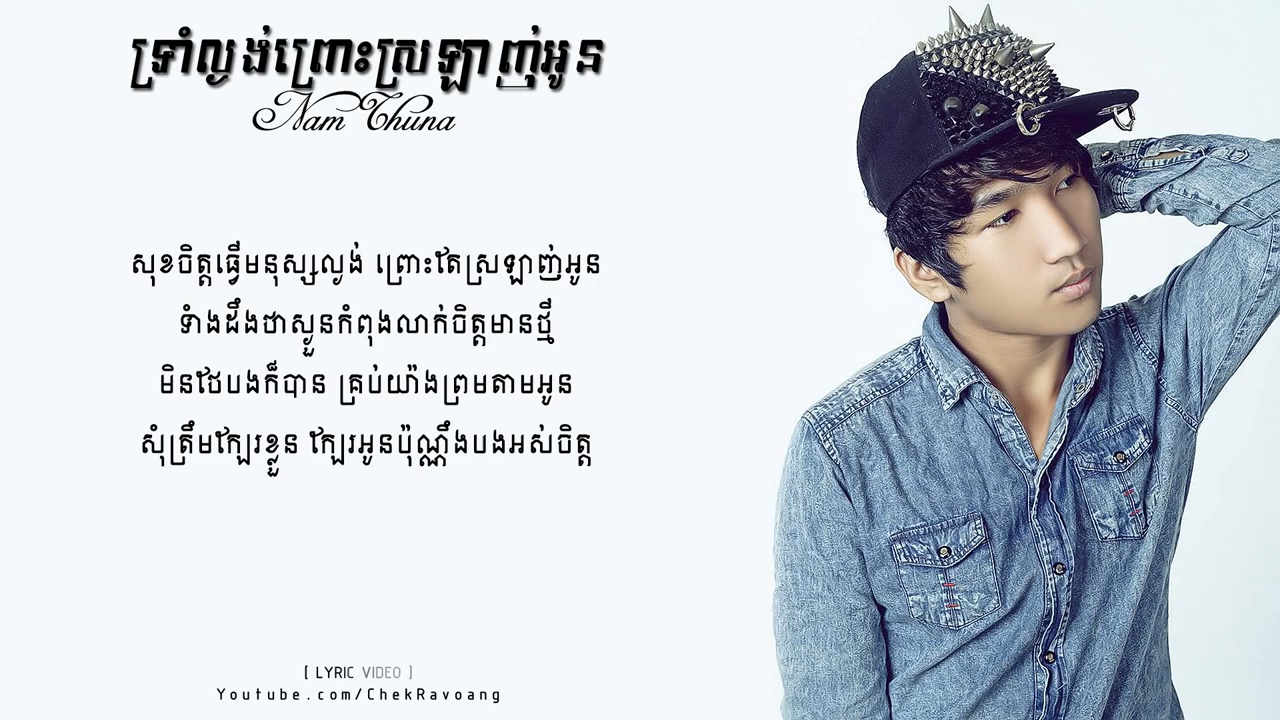 ទ្រាំល្ងង់ព្រោះស្រឡាញ់អូន
Nam Thuna
សុខចិត្តធ្វើមនុស្សល្ងង់ ព្រោះតែស្រឡាញ់អូន
ទំាងដឹងថាស្ងួនកំពុងលាក់ចិត្តមានថ្មី
មិនថែបងក៏បាន គ្រប់យ៉ាងព្រមតាមអូន
សុំត្រឹមក្បែរខ្លួន ក្បែរអូនប៉ុណ្ណឹងបងអស់ចិត្ត
[ LYRIC VIDEO ]
Youtube.com/ChekRavoang